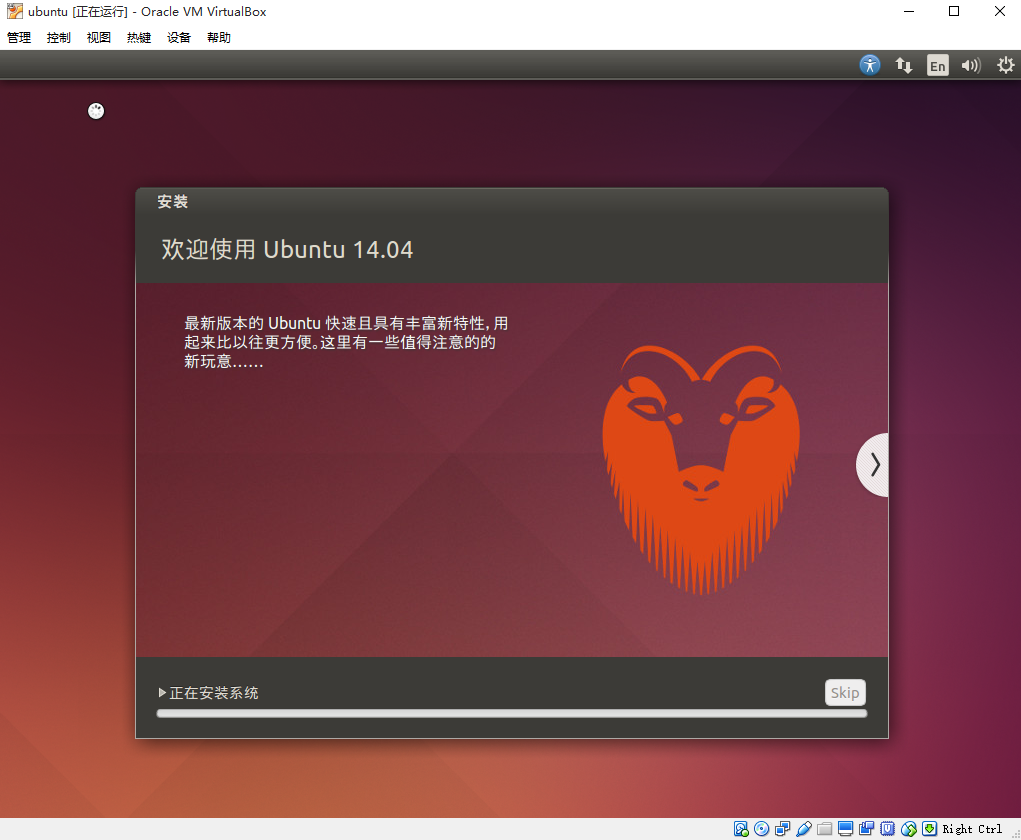 ubuntu [正在运行] - Oracle VM VirtualBox
管理 控制 视图 热键 设备 帮助
En
安装
欢迎使用 Ubuntu 14.04
最新版本的 Ubuntu 快速且具有丰富新特性，用
起来比以往更方便。这里有一些值得注意的的
新玩意……
正在安装系统
Skip
Right Ctrl